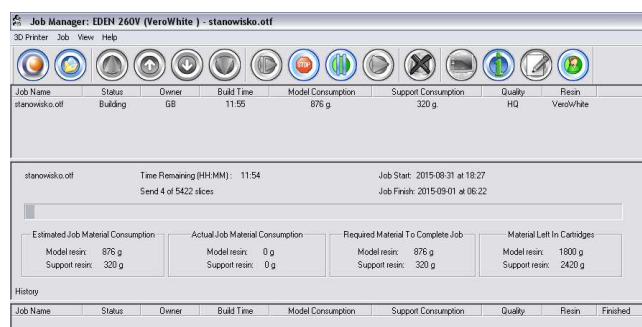 Job Manager: EDEN 260V (VeroWhite ) - stanowisko.otf
3D Printer Job View Help
STOP
Job Name Status Owner Build Time Model Consumption Support Consumption Quality Resin
stanowisko.otf Building GB 11:55 876 g. 320 g. HQ VeroWhite
stanowisko.otf Time Remaining (HH:MM) : 11:54 Job Start: 2015-08-31 at 18:27
Send 4 of 5422 slices Job Finish: 2015-09-01 at 06:22
Estimated Job Material Consumption Actual Job Material Consumption Required Material To Complete Job Material Left In Cartridges
Model resin: 876 g Model resin: 0 g Model resin: 876 g Model resin: 1800 g
Support resin: 320 g Support resin: 0 g Support resin: 320 g Support resin: 2420 g
History
Job Name Status Owner Build Time Model Consumption Support Consumption Quality Resin Finished